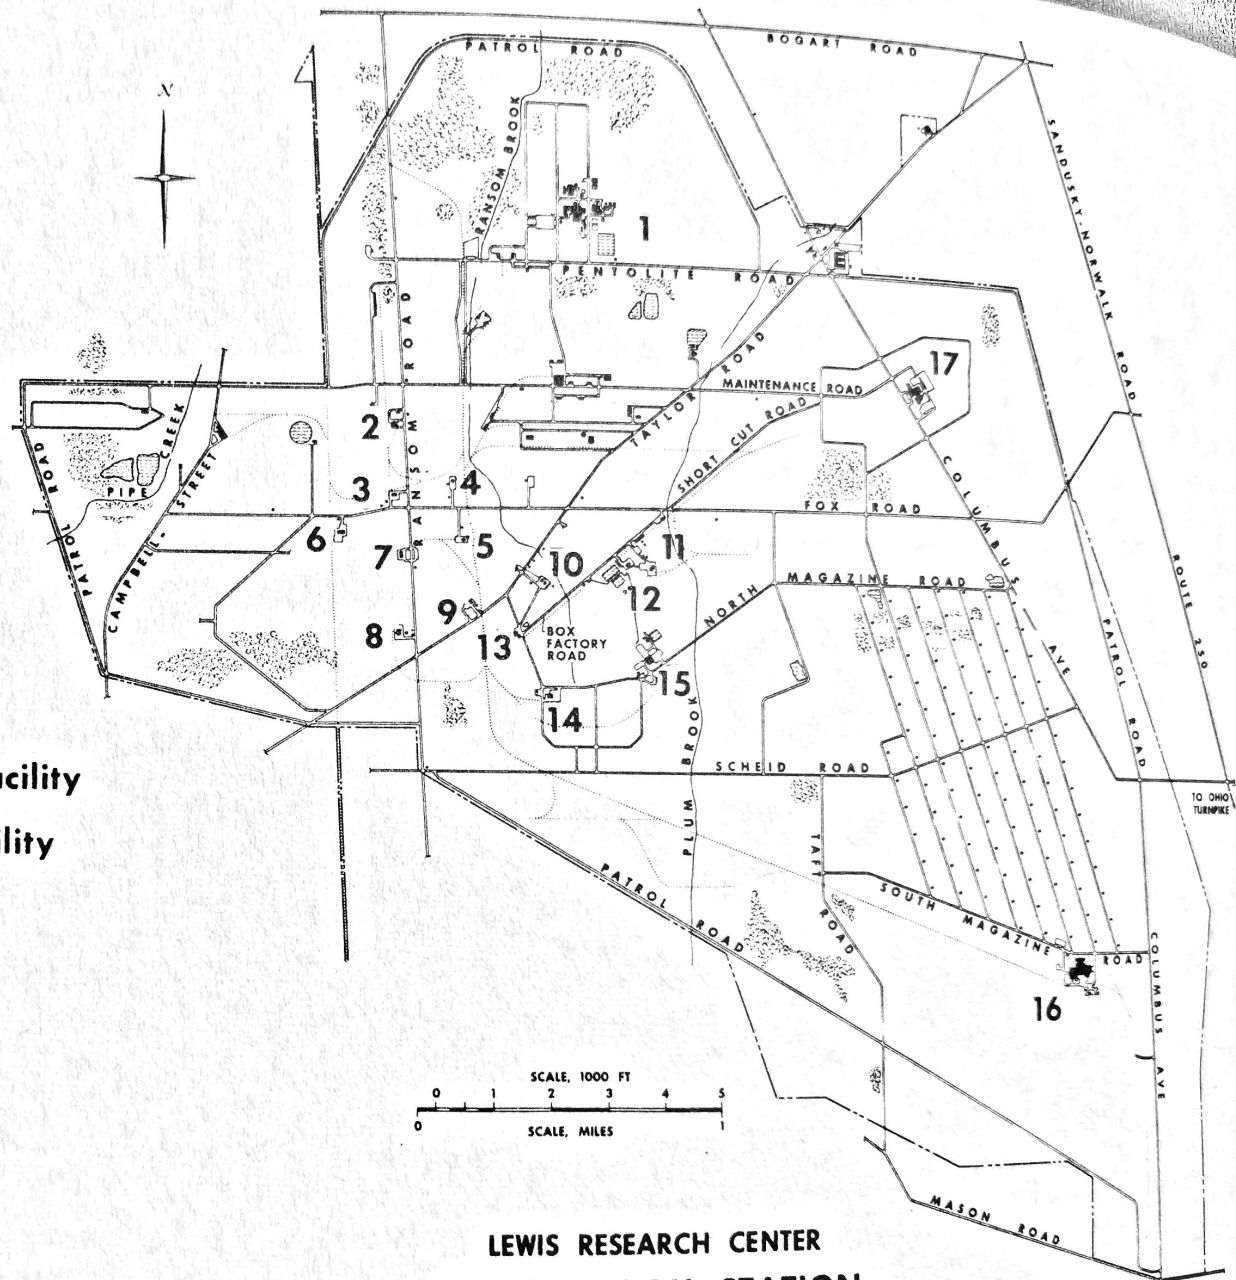 BOGART ROAD
PATROL ROAD
N
RANSOM BROOK
SANDUSKY-NORWALK ROAD
1
PENTOLITE ROAD
RANSOM ROAD
TAYLOR ROAD
17
MAINTENANCE ROAD
SHORT CUT ROAD
2
PIPE CREEK
PATROL ROAD
CAMPBELL STREET
3
4
FOX ROAD
COLUMBUS AVE
6
7
5
10
11
12
NORTH MAGAZINE ROAD
ROUTE 250
9
8
13
BOX
FACTORY
ROAD
PATROL ROAD
15
14
PLUM BROOK
SCHEID ROAD
TO OHIO
TURNPIKE
acility
ility
TAFT ROAD
PATROL ROAD
SOUTH MAGAZINE ROAD
COLUMBUS AVE
16
SCALE, 1000 FT
0 1 2 3 4 5
0 1
SCALE, MILES
MASON ROAD
LEWIS RESEARCH CENTER
STATION